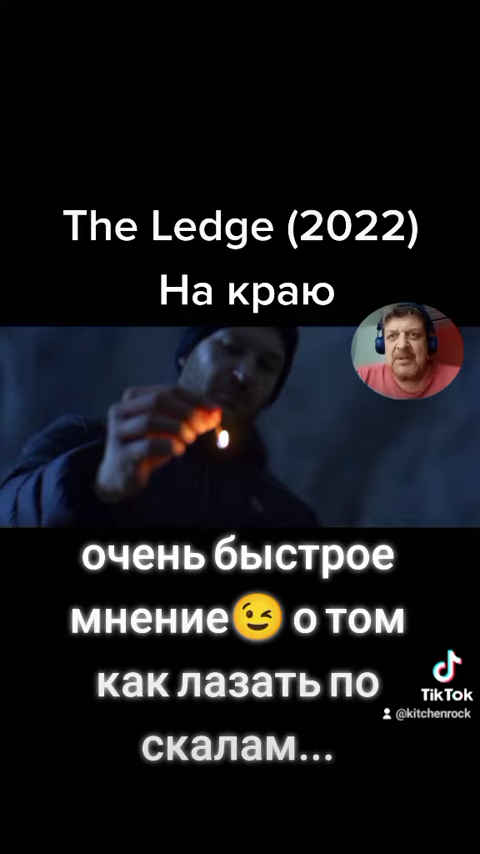 The Ledge (2022)
На краю
очень быстрое
мнение😉 о том
как лазать по
скалам...
TikTok
@kitchenrock